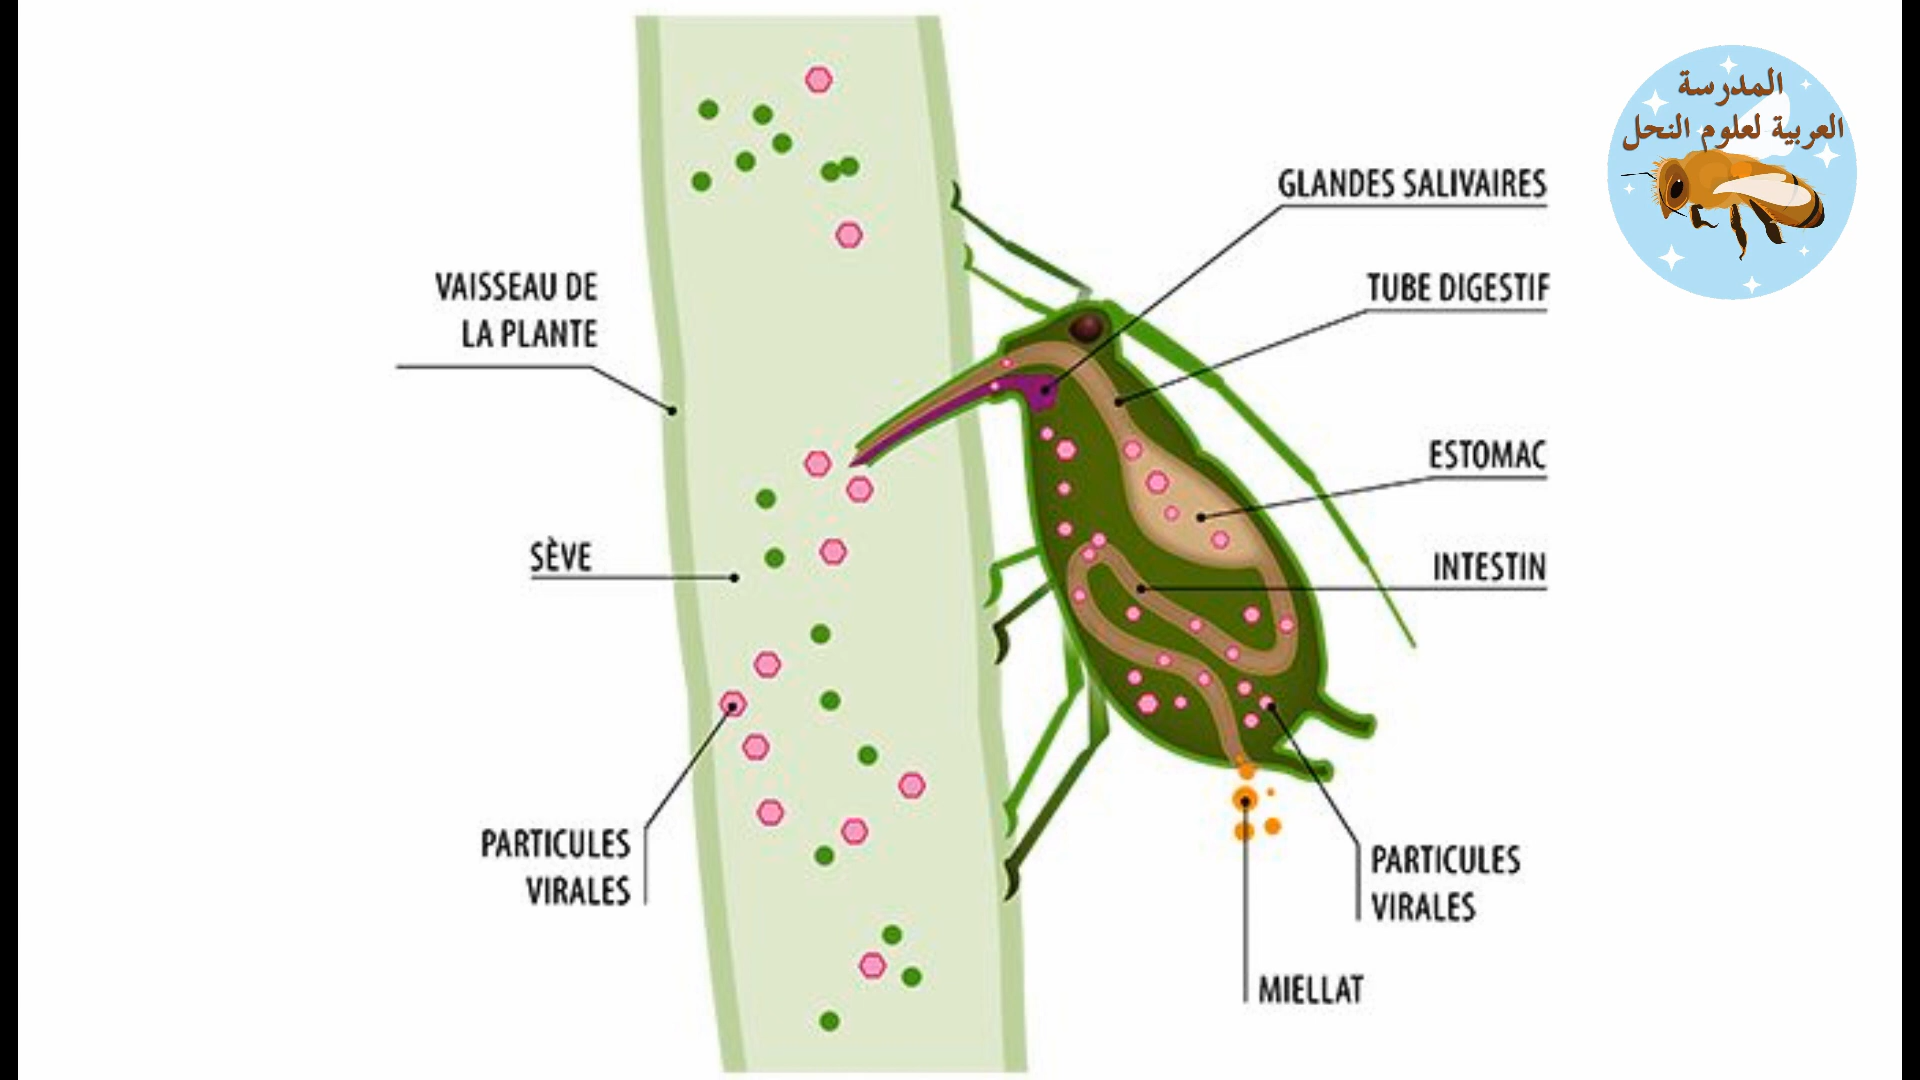 المدرسة
العربية لعلوم النحل
GLANDES SALIVAIRES
TUBE DIGESTIF
VAISSEAU DE
LA PLANTE
ESTOMAC
SÈVE
INTESTIN
PARTICULES
VIRALES
PARTICULES
VIRALES
MIELLAT